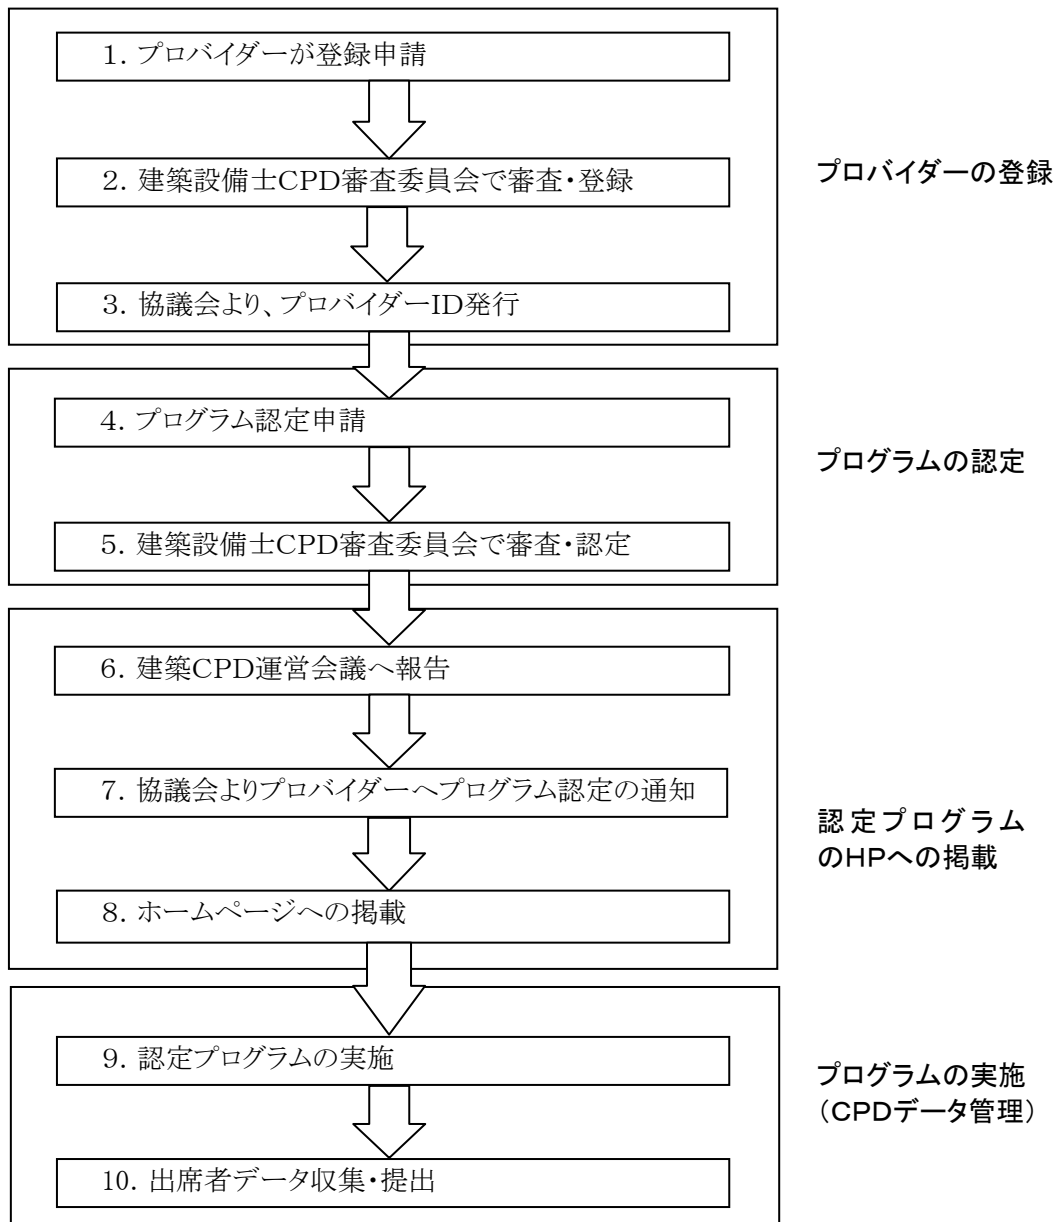 1．プロバイダーが登録申請
2．建築設備士CPD審査委員会で審査・登録
3．協議会より、プロバイダーID発行
プロバイダーの登録
4．プログラム認定申請
5．建築設備士CPD審査委員会で審査・認定
プログラムの認定
6．建築CPD運営会議へ報告
7．協議会よりプロバイダーへプログラム認定の通知
8．ホームページへの掲載
認定プログラム
のHPへの掲載
9．認定プログラムの実施
10．出席者データ収集・提出
プログラムの実施
（CPDデータ管理）